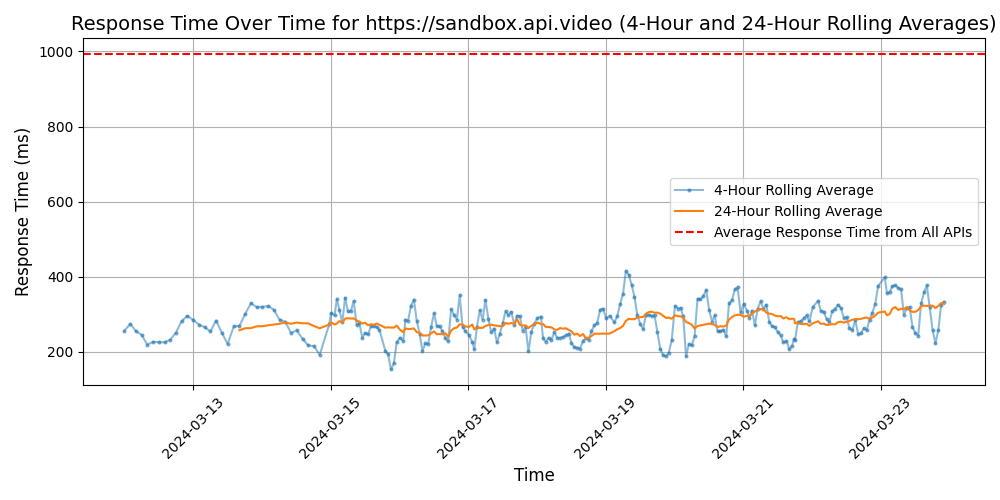 Response Time Over Time for https://sandbox.api.video (4-Hour and 24-Hour Rolling Averages)
Response Time (ms)
1000
800
600
400
200
4-Hour Rolling Average
24-Hour Rolling Average
Average Response Time from All APIs
2024-03-13
2024-03-15
2024-03-17
2024-03-19
2024-03-21
2024-03-23
Time